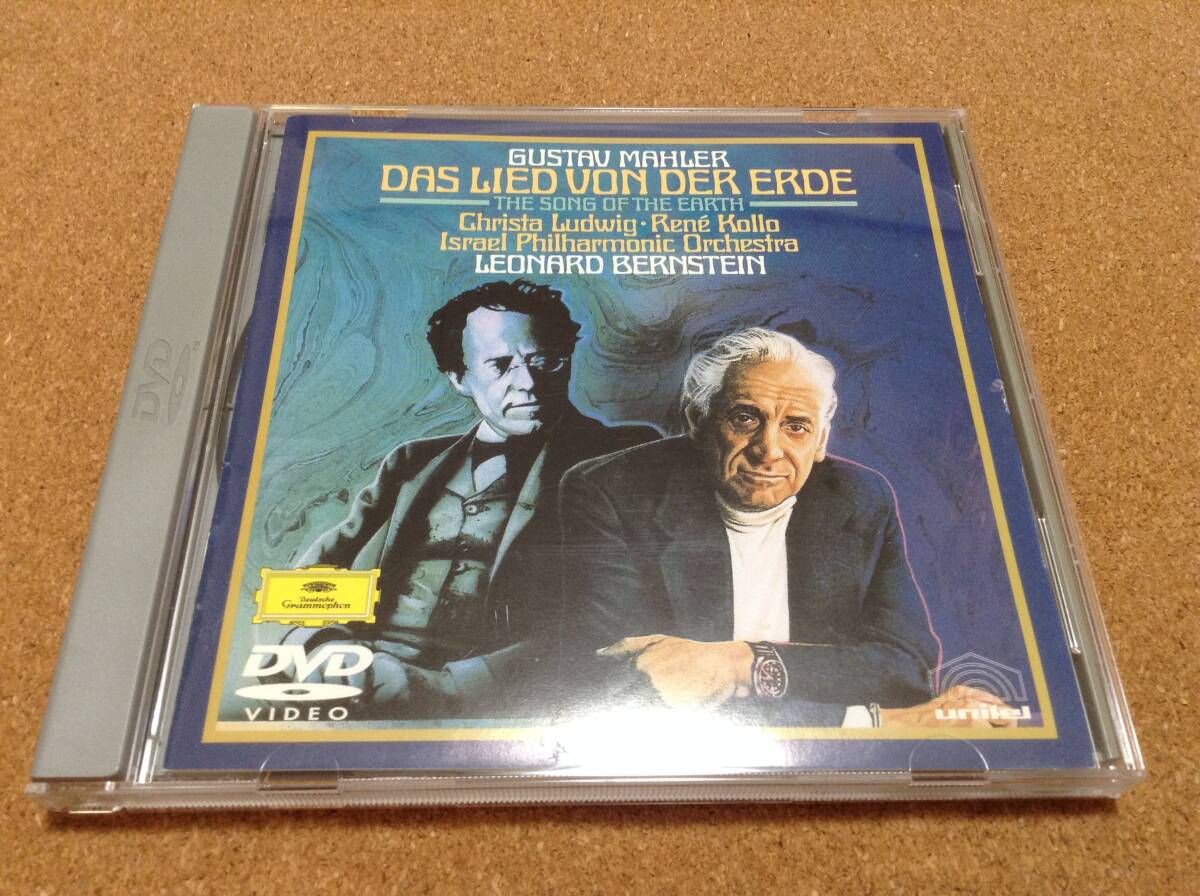 GUSTAV MAHLER
DAS LIED VON DER ERDE
THE SONG OF THE EARTH
Christa Ludwig · René Kollo
Israel Philharmonic Orchestra
LEONARD BERNSTEIN
DVD
Deutsche
Grammophon
DVD
VIDEO
unitel